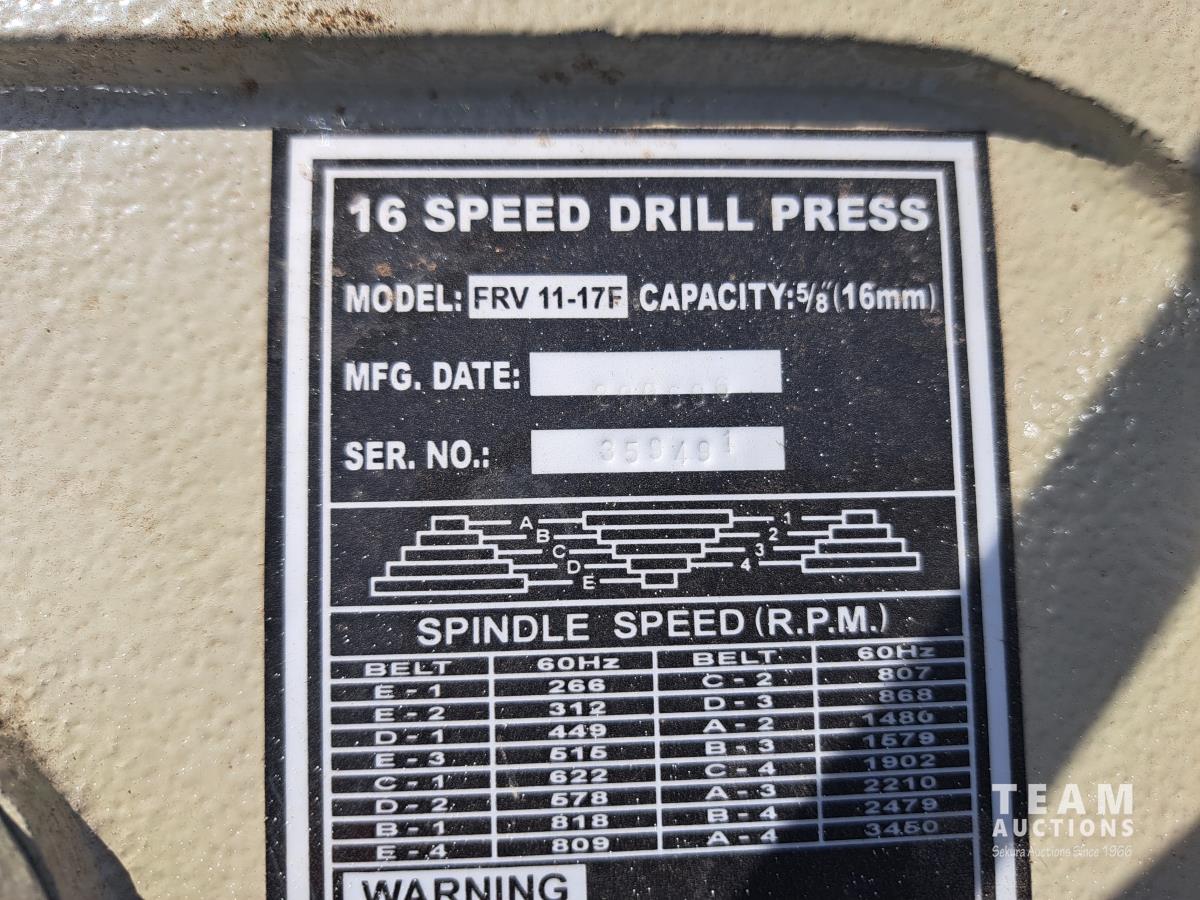 16 SPEED DRILL PRESS
MODEL: FRV 11-17F CAPACITY: 5/8"(16mm)
MFG. DATE:
SER. NO.: 359491
A 1
B 2
C 3
D 4
E
SPINDLE SPEED (R.P.M.)
BELT 60Hz BELT 60Hz
E - 1 266 C - 2 807
E - 2 312 D - 3 868
D - 1 449 A - 2 1486
E - 3 515 B - 3 1579
C - 1 622 C - 4 1902
D - 2 578 A - 3 2210
B - 1 818 B - 4 2479
E - 4 809 A - 4 3450
WARNING
TEAM
AUCTIONS
Sekura Auctions Since 1966